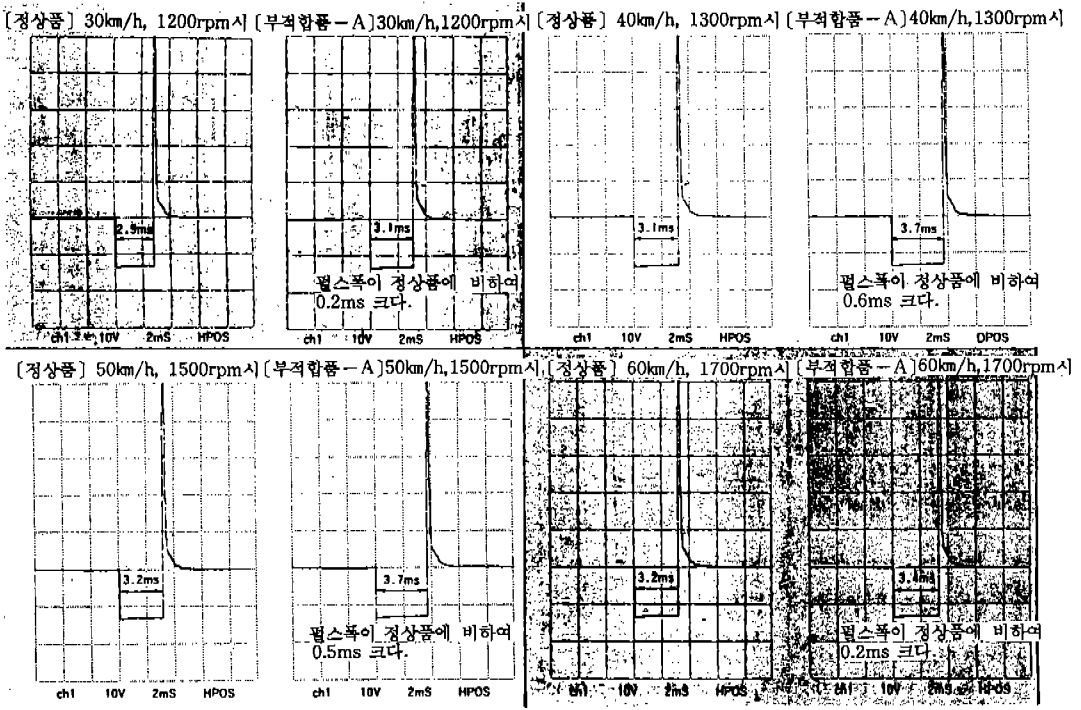 [정상품] 30km/h, 1200rpm시
[부적합품-A]30km/h,1200rpm시
[정상품] 40km/h, 1300rpm시
[부적합품-A]40km/h,1300rpm시
2.9ms
3.1ms
3.1ms
3.7ms
펄스폭이 정상품에 비하여
0.2ms 크다.
펄스폭이 정상품에 비하여
0.6ms 크다.
ch1 10V 2mS HPOS
ch1 10V 2mS HPOS
ch1 10V 2mS HPOS
ch1 10V 2mS DPOS
[정상품] 50km/h, 1500rpm시
[부적합품-A]50km/h,1500rpm시
[정상품] 60km/h, 1700rpm시
[부적합품-A]60km/h,1700rpm시
3.2ms
3.7ms
3.2ms
3.4ms
펄스폭이 정상품에 비하여
0.5ms 크다.
펄스폭이 정상품에 비하여
0.2ms 크다.
ch1 10V 2mS HPOS
ch1 10V 2mS HPOS
ch1 10V 2mS HPOS
ch1 10V 2mS HPOS